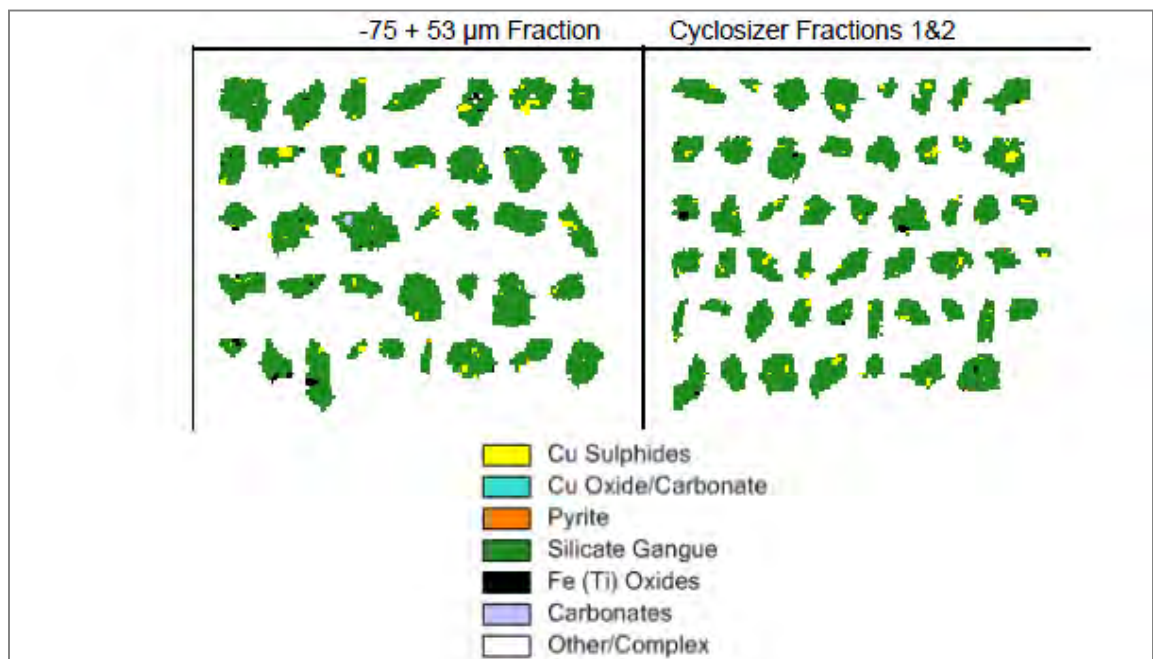 -75 + 53 µm Fraction
Cyclosizer Fractions 1&2
Cu Sulphides
Cu Oxide/Carbonate
Pyrite
Silicate Gangue
Fe (Ti) Oxides
Carbonates
Other/Complex